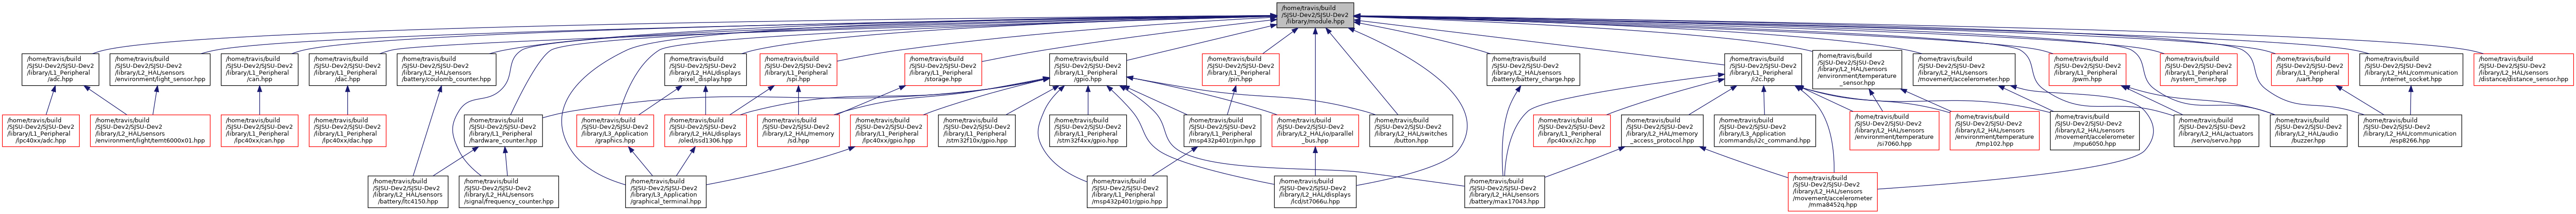 /home/travis/build
/SJSU-Dev2/SJSU-Dev2
/library/module.hpp
/home/travis/build
/SJSU-Dev2/SJSU-Dev2
/library/L1_Peripheral
/adc.hpp
/home/travis/build
/SJSU-Dev2/SJSU-Dev2
/library/L2_HAL/sensors
/environment/light_sensor.hpp
/home/travis/build
/SJSU-Dev2/SJSU-Dev2
/library/L1_Peripheral
/can.hpp
/home/travis/build
/SJSU-Dev2/SJSU-Dev2
/library/L1_Peripheral
/dac.hpp
/home/travis/build
/SJSU-Dev2/SJSU-Dev2
/library/L2_HAL/sensors
/battery/coulomb_counter.hpp
/home/travis/build
/SJSU-Dev2/SJSU-Dev2
/library/L2_HAL/displays
/pixel_display.hpp
/home/travis/build
/SJSU-Dev2/SJSU-Dev2
/library/L1_Peripheral
/spi.hpp
/home/travis/build
/SJSU-Dev2/SJSU-Dev2
/library/L1_Peripheral
/storage.hpp
/home/travis/build
/SJSU-Dev2/SJSU-Dev2
/library/L1_Peripheral
/gpio.hpp
/home/travis/build
/SJSU-Dev2/SJSU-Dev2
/library/L1_Peripheral
/pin.hpp
/home/travis/build
/SJSU-Dev2/SJSU-Dev2
/library/L2_HAL/sensors
/battery/battery_charge.hpp
/home/travis/build
/SJSU-Dev2/SJSU-Dev2
/library/L1_Peripheral
/i2c.hpp
/home/travis/build
/SJSU-Dev2/SJSU-Dev2
/library/L2_HAL/sensors
/environment/temperature
_sensor.hpp
/home/travis/build
/SJSU-Dev2/SJSU-Dev2
/library/L2_HAL/sensors
/movement/accelerometer.hpp
/home/travis/build
/SJSU-Dev2/SJSU-Dev2
/library/L1_Peripheral
/pwm.hpp
/home/travis/build
/SJSU-Dev2/SJSU-Dev2
/library/L1_Peripheral
/system_timer.hpp
/home/travis/build
/SJSU-Dev2/SJSU-Dev2
/library/L1_Peripheral
/uart.hpp
/home/travis/build
/SJSU-Dev2/SJSU-Dev2
/library/L2_HAL/communication
/internet_socket.hpp
/home/travis/build
/SJSU-Dev2/SJSU-Dev2
/library/L2_HAL/sensors
/distance/distance_sensor.hpp
/home/travis/build
/SJSU-Dev2/SJSU-Dev2
/library/L1_Peripheral
/lpc40xx/adc.hpp
/home/travis/build
/SJSU-Dev2/SJSU-Dev2
/library/L2_HAL/sensors
/environment/light/temt6000x01.hpp
/home/travis/build
/SJSU-Dev2/SJSU-Dev2
/library/L1_Peripheral
/lpc40xx/can.hpp
/home/travis/build
/SJSU-Dev2/SJSU-Dev2
/library/L1_Peripheral
/lpc40xx/dac.hpp
/home/travis/build
/SJSU-Dev2/SJSU-Dev2
/library/L1_Peripheral
/hardware_counter.hpp
/home/travis/build
/SJSU-Dev2/SJSU-Dev2
/library/L3_Application
/graphics.hpp
/home/travis/build
/SJSU-Dev2/SJSU-Dev2
/library/L2_HAL/displays
/oled/ssd1306.hpp
/home/travis/build
/SJSU-Dev2/SJSU-Dev2
/library/L2_HAL/memory
/sd.hpp
/home/travis/build
/SJSU-Dev2/SJSU-Dev2
/library/L1_Peripheral
/lpc40xx/gpio.hpp
/home/travis/build
/SJSU-Dev2/SJSU-Dev2
/library/L1_Peripheral
/stm32f10x/gpio.hpp
/home/travis/build
/SJSU-Dev2/SJSU-Dev2
/library/L1_Peripheral
/stm32f4xx/gpio.hpp
/home/travis/build
/SJSU-Dev2/SJSU-Dev2
/library/L1_Peripheral
/msp432p401r/pin.hpp
/home/travis/build
/SJSU-Dev2/SJSU-Dev2
/library/L2_HAL/io/parallel
_bus.hpp
/home/travis/build
/SJSU-Dev2/SJSU-Dev2
/library/L2_HAL/switches
/button.hpp
/home/travis/build
/SJSU-Dev2/SJSU-Dev2
/library/L1_Peripheral
/lpc40xx/i2c.hpp
/home/travis/build
/SJSU-Dev2/SJSU-Dev2
/library/L2_HAL/memory
_access_protocol.hpp
/home/travis/build
/SJSU-Dev2/SJSU-Dev2
/library/L3_Application
/commands/i2c_command.hpp
/home/travis/build
/SJSU-Dev2/SJSU-Dev2
/library/L2_HAL/sensors
/environment/temperature
/si7060.hpp
/home/travis/build
/SJSU-Dev2/SJSU-Dev2
/library/L2_HAL/sensors
/environment/temperature
/tmp102.hpp
/home/travis/build
/SJSU-Dev2/SJSU-Dev2
/library/L2_HAL/sensors
/movement/accelerometer
/mpu6050.hpp
/home/travis/build
/SJSU-Dev2/SJSU-Dev2
/library/L2_HAL/actuators
/servo/servo.hpp
/home/travis/build
/SJSU-Dev2/SJSU-Dev2
/library/L2_HAL/audio
/buzzer.hpp
/home/travis/build
/SJSU-Dev2/SJSU-Dev2
/library/L2_HAL/communication
/esp8266.hpp
/home/travis/build
/SJSU-Dev2/SJSU-Dev2
/library/L2_HAL/sensors
/battery/ltc4150.hpp
/home/travis/build
/SJSU-Dev2/SJSU-Dev2
/library/L2_HAL/sensors
/signal/frequency_counter.hpp
/home/travis/build
/SJSU-Dev2/SJSU-Dev2
/library/L3_Application
/graphical_terminal.hpp
/home/travis/build
/SJSU-Dev2/SJSU-Dev2
/library/L1_Peripheral
/msp432p401r/gpio.hpp
/home/travis/build
/SJSU-Dev2/SJSU-Dev2
/library/L2_HAL/displays
/lcd/st7066u.hpp
/home/travis/build
/SJSU-Dev2/SJSU-Dev2
/library/L2_HAL/sensors
/battery/max17043.hpp
/home/travis/build
/SJSU-Dev2/SJSU-Dev2
/library/L2_HAL/sensors
/movement/accelerometer
/mma8452q.hpp